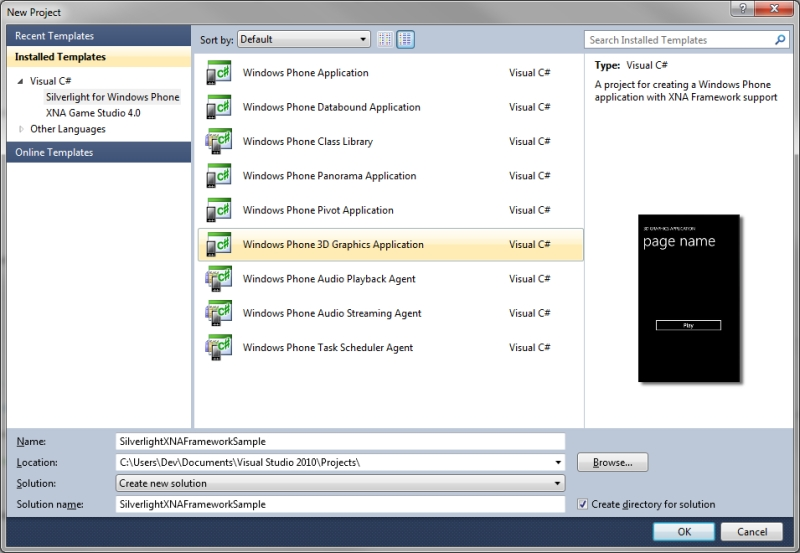 New Project
?
Recent Templates
Installed Templates
Visual C#
Silverlight for Windows Phone
XNA Game Studio 4.0
Other Languages
Online Templates
Sort by: Default
Search Installed Templates
Windows Phone Application Visual C#
Windows Phone Databound Application Visual C#
Windows Phone Class Library Visual C#
Windows Phone Panorama Application Visual C#
Windows Phone Pivot Application Visual C#
Windows Phone 3D Graphics Application Visual C#
Windows Phone Audio Playback Agent Visual C#
Windows Phone Audio Streaming Agent Visual C#
Windows Phone Task Scheduler Agent Visual C#
Type: Visual C#
A project for creating a Windows Phone
application with XNA Framework support
3D GRAPHICS APPLICATION
page name
Play
Name: SilverlightXNAFrameworkSample
Location: C:\Users\Dev\Documents\Visual Studio 2010\Projects\
Browse...
Solution: Create new solution
Solution name: SilverlightXNAFrameworkSample
Create directory for solution
OK
Cancel